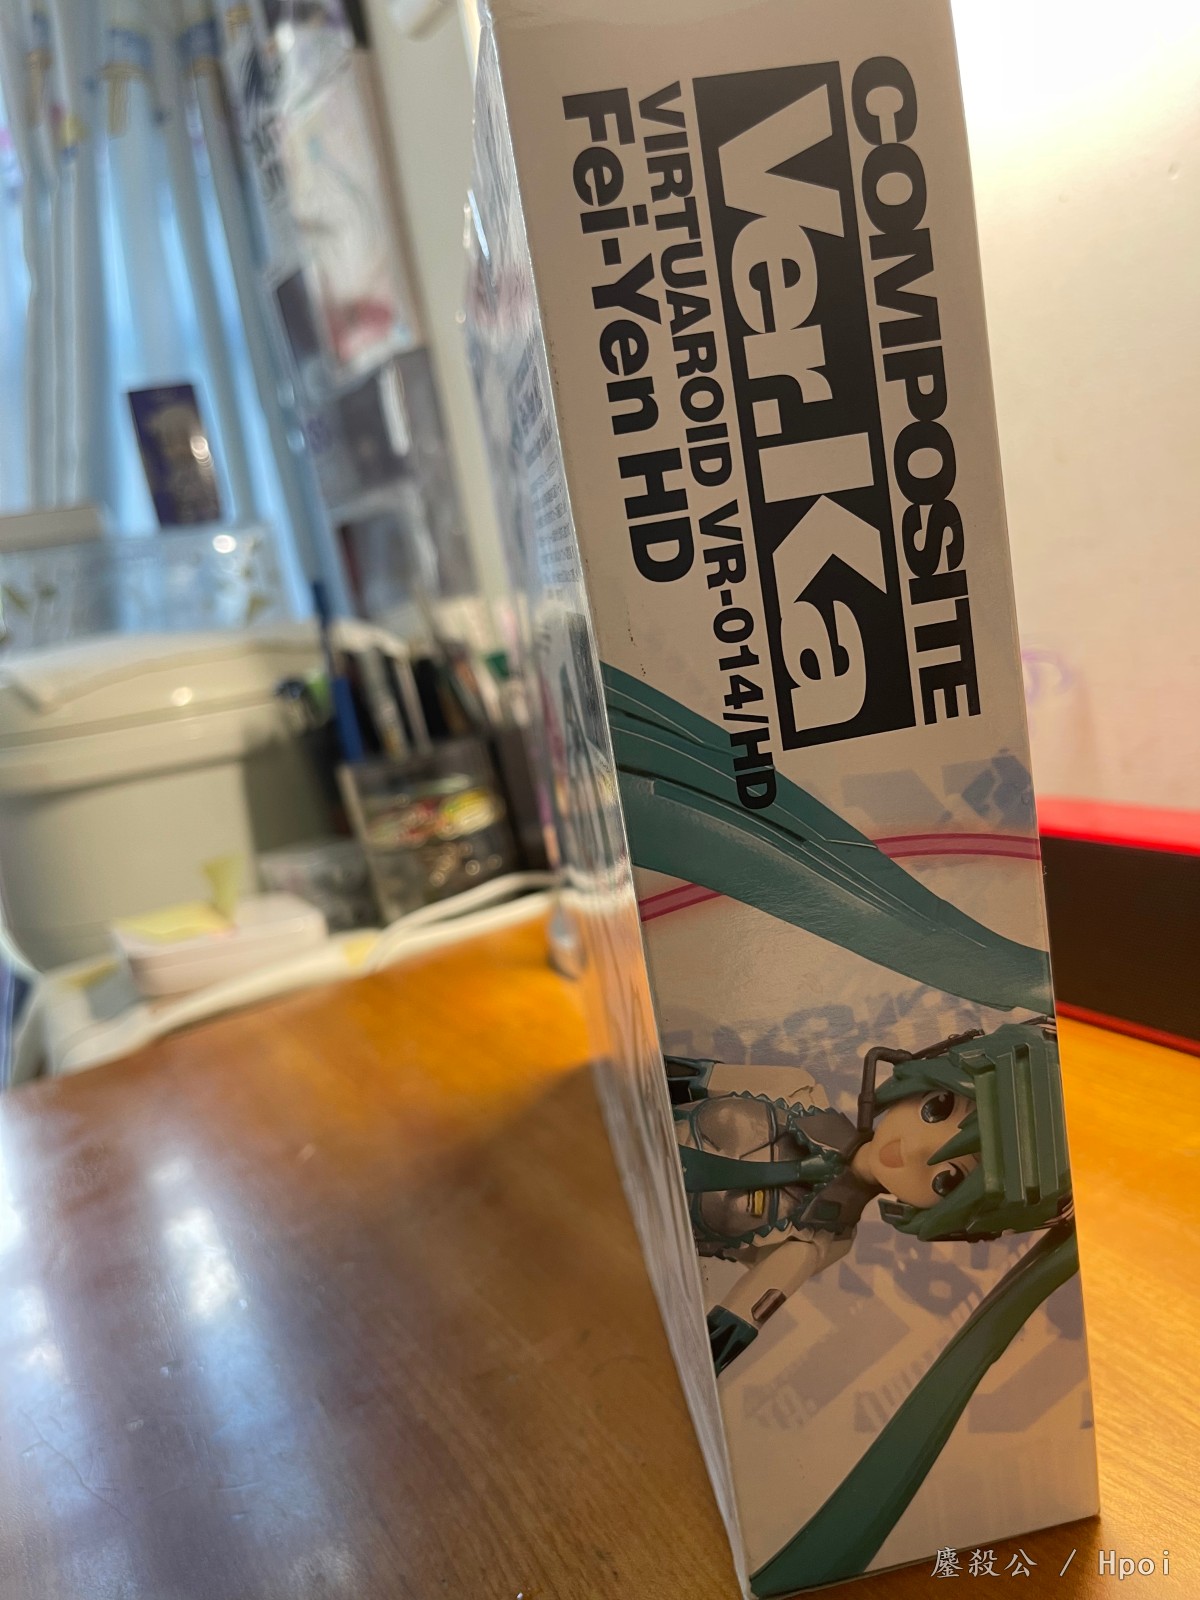 COMPOSITE
Ver.Ka
VIRTUAROID VR-014/HD
Fei-Yen HD
鏖殺公 / Hpoi